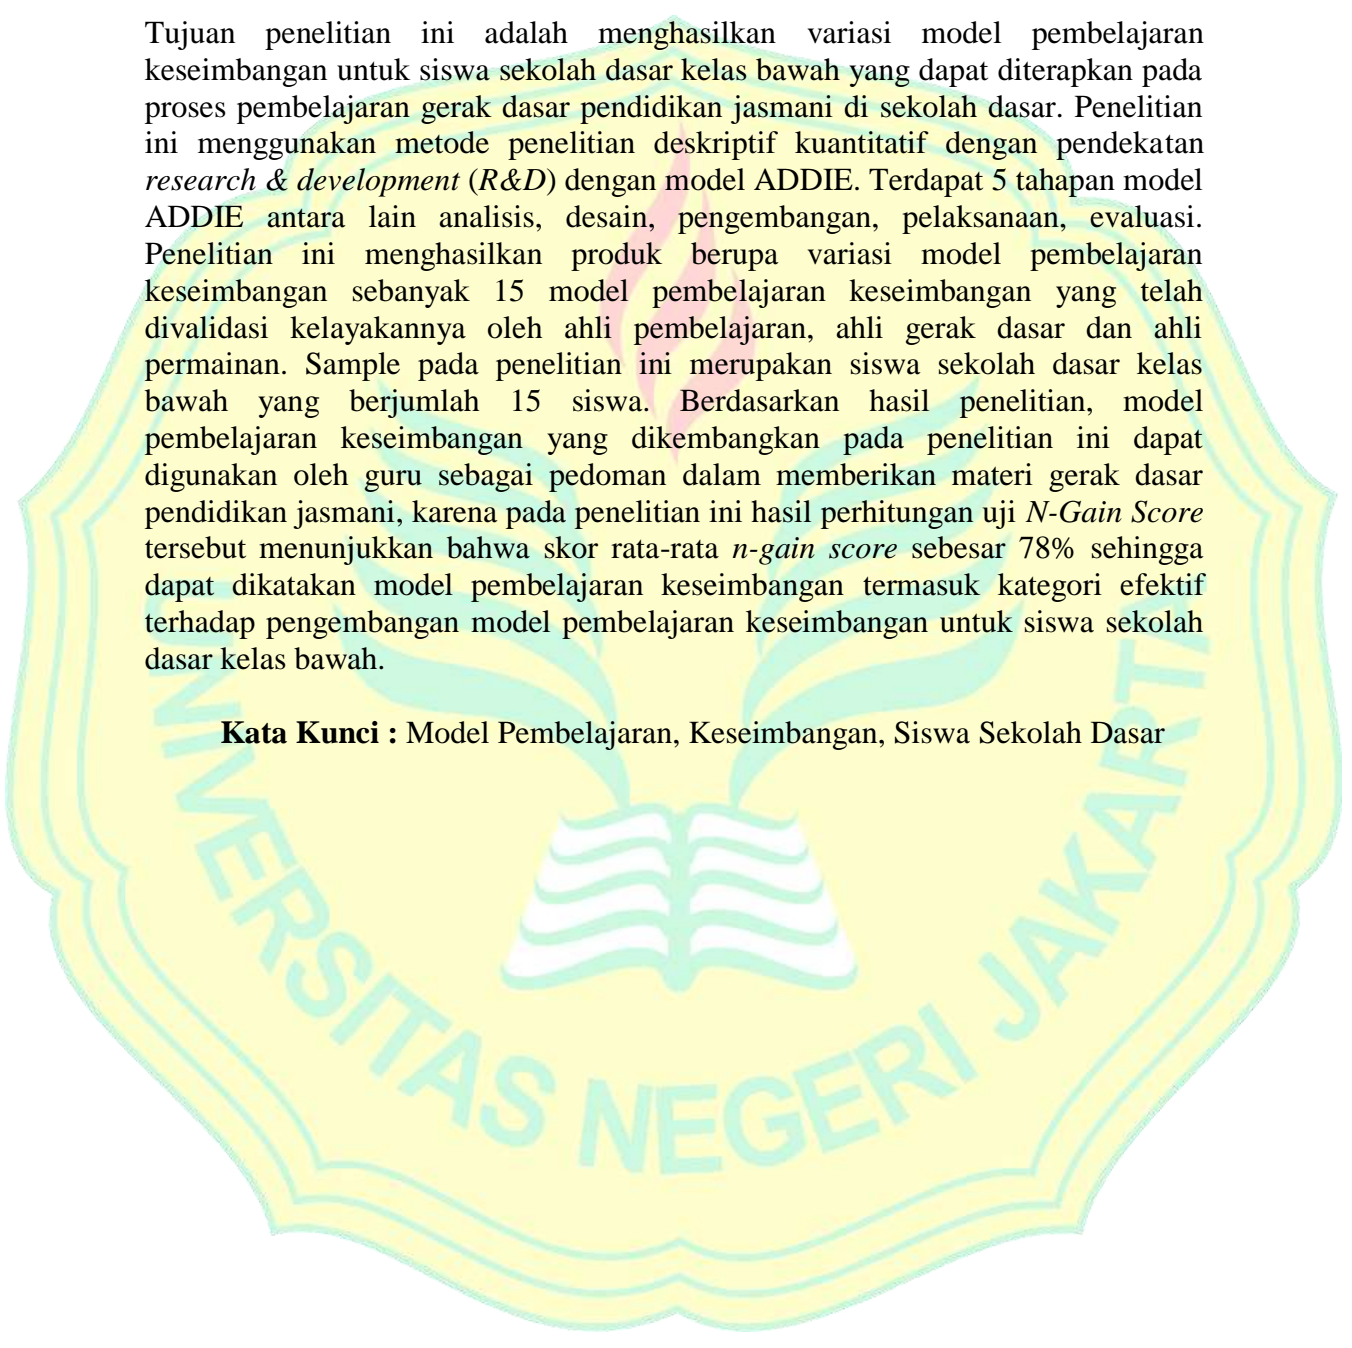 Tujuan penelitian ini adalah menghasilkan variasi model pembelajaran
keseimbangan untuk siswa sekolah dasar kelas bawah yang dapat diterapkan pada
proses pembelajaran gerak dasar pendidikan jasmani di sekolah dasar. Penelitian
ini menggunakan metode penelitian deskriptif kuantitatif dengan pendekatan
research & development (R&D) dengan model ADDIE. Terdapat 5 tahapan model
ADDIE antara lain analisis, desain, pengembangan, pelaksanaan, evaluasi.
Penelitian ini menghasilkan produk berupa variasi model pembelajaran
keseimbangan sebanyak 15 model pembelajaran keseimbangan yang telah
divalidasi kelayakannya oleh ahli pembelajaran, ahli gerak dasar dan ahli
permainan. Sample pada penelitian ini merupakan siswa sekolah dasar kelas
bawah yang berjumlah 15 siswa. Berdasarkan hasil penelitian, model
pembelajaran keseimbangan yang dikembangkan pada penelitian ini dapat
digunakan oleh guru sebagai pedoman dalam memberikan materi gerak dasar
pendidikan jasmani, karena pada penelitian ini hasil perhitungan uji N-Gain Score
tersebut menunjukkan bahwa skor rata-rata n-gain score sebesar 78% sehingga
dapat dikatakan model pembelajaran keseimbangan termasuk kategori efektif
terhadap pengembangan model pembelajaran keseimbangan untuk siswa sekolah
dasar kelas bawah.
Kata Kunci : Model Pembelajaran, Keseimbangan, Siswa Sekolah Dasar
UNIVERSITAS NEGERI JAKARTA